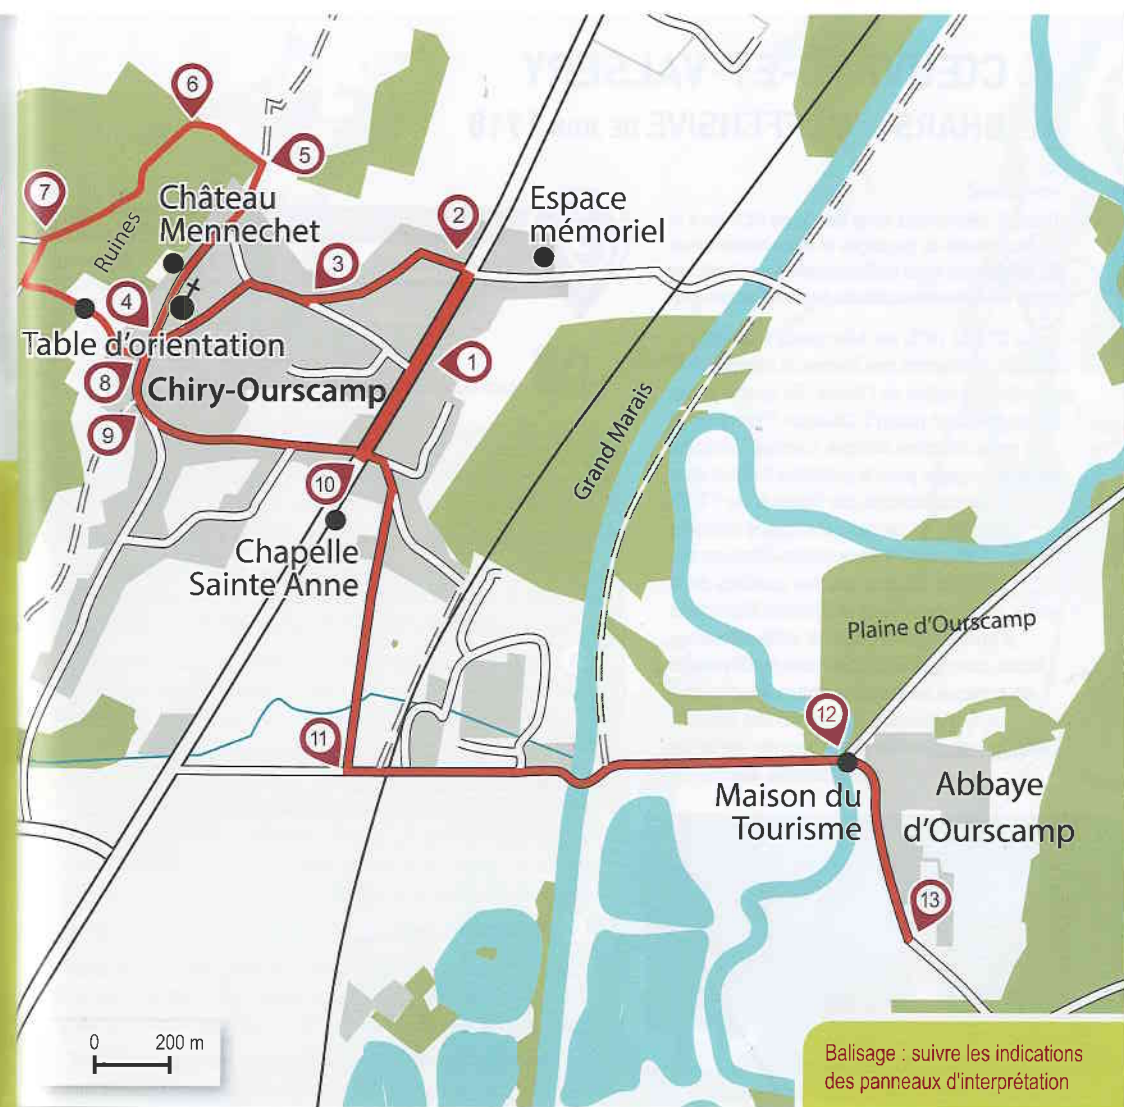 6
5
7
Château
Mennechet
Ruines
2
Espace
mémoriel
3
4
Table d'orientation
1
8
Chiry-Ourscamp
9
Grand Marais
10
Chapelle
Sainte Anne
Plaine d'Ourscamp
12
11
Maison du
Tourisme
Abbaye
d'Ourscamp
13
0 200 m
Balisage : suivre les indications
des panneaux d'interprétation